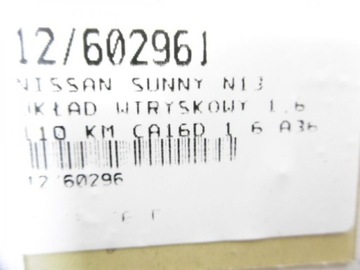 12/602961
NISSAN SUNNY N13
UKŁAD WTRYSKOWY 1.6
110 KM CA16D 1 6 A36
12/60296